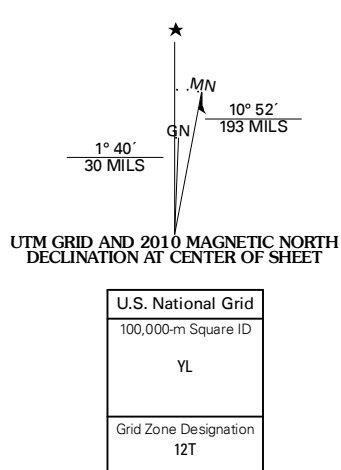 ★
MN
10° 52´
193 MILS
GN
1° 40´
30 MILS
UTM GRID AND 2010 MAGNETIC NORTH
DECLINATION AT CENTER OF SHEET
U.S. National Grid
100,000-m Square ID
YL
Grid Zone Designation
12T